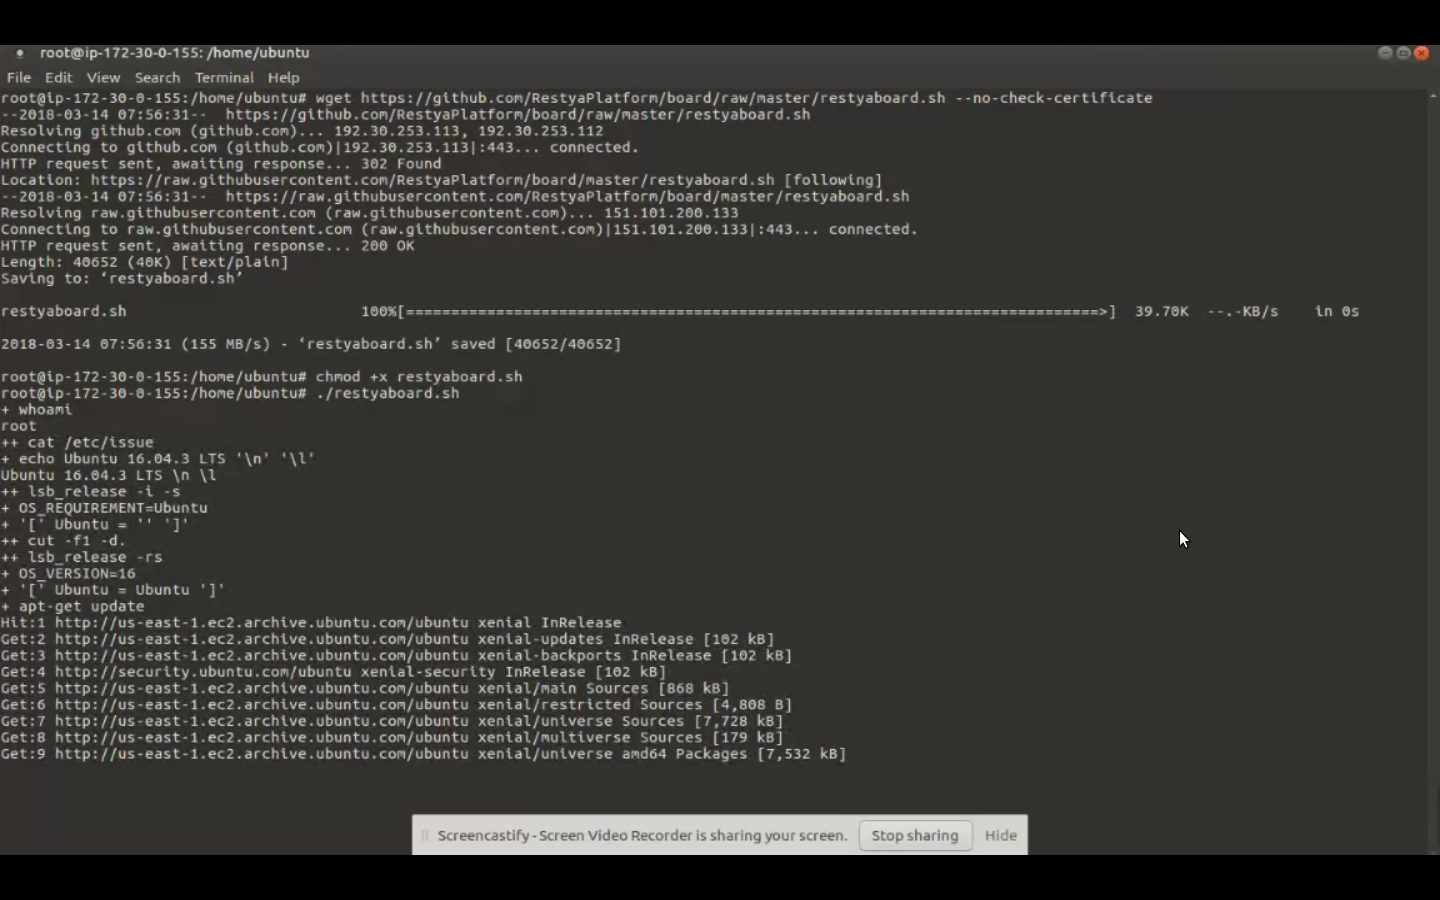 root@ip-172-30-0-155: /home/ubuntu
File Edit View Search Terminal Help
root@ip-172-30-0-155:/home/ubuntu# wget https://github.com/RestyaPlatform/board/raw/master/restyaboard.sh --no-check-certificate
--2018-03-14 07:56:31--  https://github.com/RestyaPlatform/board/raw/master/restyaboard.sh
Resolving github.com (github.com)... 192.30.253.113, 192.30.253.112
Connecting to github.com (github.com)|192.30.253.113|:443... connected.
HTTP request sent, awaiting response... 302 Found
Location: https://raw.githubusercontent.com/RestyaPlatform/board/master/restyaboard.sh [following]
--2018-03-14 07:56:31--  https://raw.githubusercontent.com/RestyaPlatform/board/master/restyaboard.sh
Resolving raw.githubusercontent.com (raw.githubusercontent.com)... 151.101.200.133
Connecting to raw.githubusercontent.com (raw.githubusercontent.com)|151.101.200.133|:443... connected.
HTTP request sent, awaiting response... 200 OK
Length: 40652 (40K) [text/plain]
Saving to: ‘restyaboard.sh’
restyaboard.sh 100%[=============================================================================>] 39.70K --.-KB/s in 0s
2018-03-14 07:56:31 (155 MB/s) - ‘restyaboard.sh’ saved [40652/40652]
root@ip-172-30-0-155:/home/ubuntu# chmod +x restyaboard.sh
root@ip-172-30-0-155:/home/ubuntu# ./restyaboard.sh
+ whoami
root
++ cat /etc/issue
+ echo Ubuntu 16.04.3 LTS '\n' '\l'
Ubuntu 16.04.3 LTS \n \l
++ lsb_release -i -s
+ OS_REQUIREMENT=Ubuntu
+ '[' Ubuntu = '' ']'
++ cut -f1 -d.
++ lsb_release -rs
+ OS_VERSION=16
+ '[' Ubuntu = Ubuntu ']'
+ apt-get update
Hit:1 http://us-east-1.ec2.archive.ubuntu.com/ubuntu xenial InRelease
Get:2 http://us-east-1.ec2.archive.ubuntu.com/ubuntu xenial-updates InRelease [102 kB]
Get:3 http://us-east-1.ec2.archive.ubuntu.com/ubuntu xenial-backports InRelease [102 kB]
Get:4 http://security.ubuntu.com/ubuntu xenial-security InRelease [102 kB]
Get:5 http://us-east-1.ec2.archive.ubuntu.com/ubuntu xenial/main Sources [868 kB]
Get:6 http://us-east-1.ec2.archive.ubuntu.com/ubuntu xenial/restricted Sources [4,808 B]
Get:7 http://us-east-1.ec2.archive.ubuntu.com/ubuntu xenial/universe Sources [7,728 kB]
Get:8 http://us-east-1.ec2.archive.ubuntu.com/ubuntu xenial/multiverse Sources [179 kB]
Get:9 http://us-east-1.ec2.archive.ubuntu.com/ubuntu xenial/universe amd64 Packages [7,532 kB]
Screencastify - Screen Video Recorder is sharing your screen. Stop sharing Hide